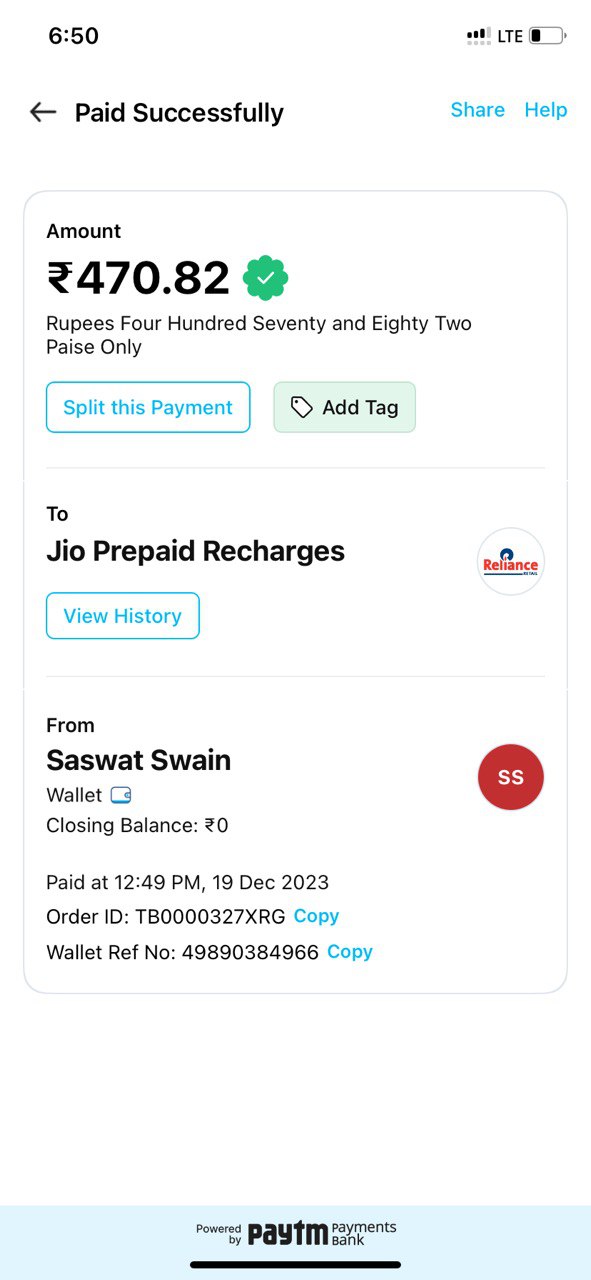 6:50 LTE
Paid Successfully Share Help
Amount
₹470.82
Rupees Four Hundred Seventy and Eighty Two
Paise Only
Split this Payment Add Tag
To
Jio Prepaid Recharges
Reliance
RETAIL
View History
From
Saswat Swain
SS
Wallet
Closing Balance: ₹0
Paid at 12:49 PM, 19 Dec 2023
Order ID: TB0000327XRG Copy
Wallet Ref No: 49890384966 Copy
Powered by paytm Payments Bank